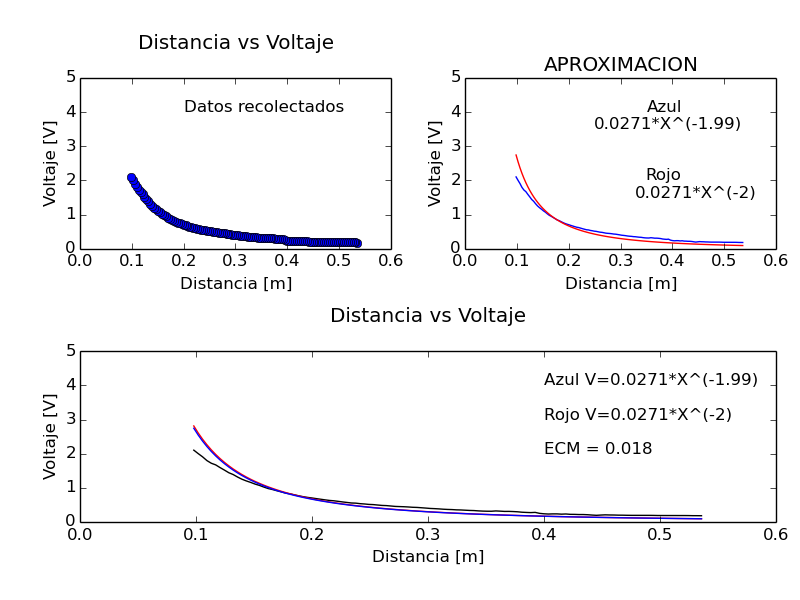 Distancia vs Voltaje
5
4
3
2
1
0
Voltaje [V]
Datos recolectados
0.0 0.1 0.2 0.3 0.4 0.5 0.6
Distancia [m]
APROXIMACION
5
4
3
2
1
0
Voltaje [V]
Azul
0.0271*X^(-1.99)
Rojo
0.0271*X^(-2)
0.0 0.1 0.2 0.3 0.4 0.5 0.6
Distancia [m]
Distancia vs Voltaje
5
4
3
2
1
0
Voltaje [V]
Azul V=0.0271*X^(-1.99)
Rojo V=0.0271*X^(-2)
ECM = 0.018
0.0 0.1 0.2 0.3 0.4 0.5 0.6
Distancia [m]